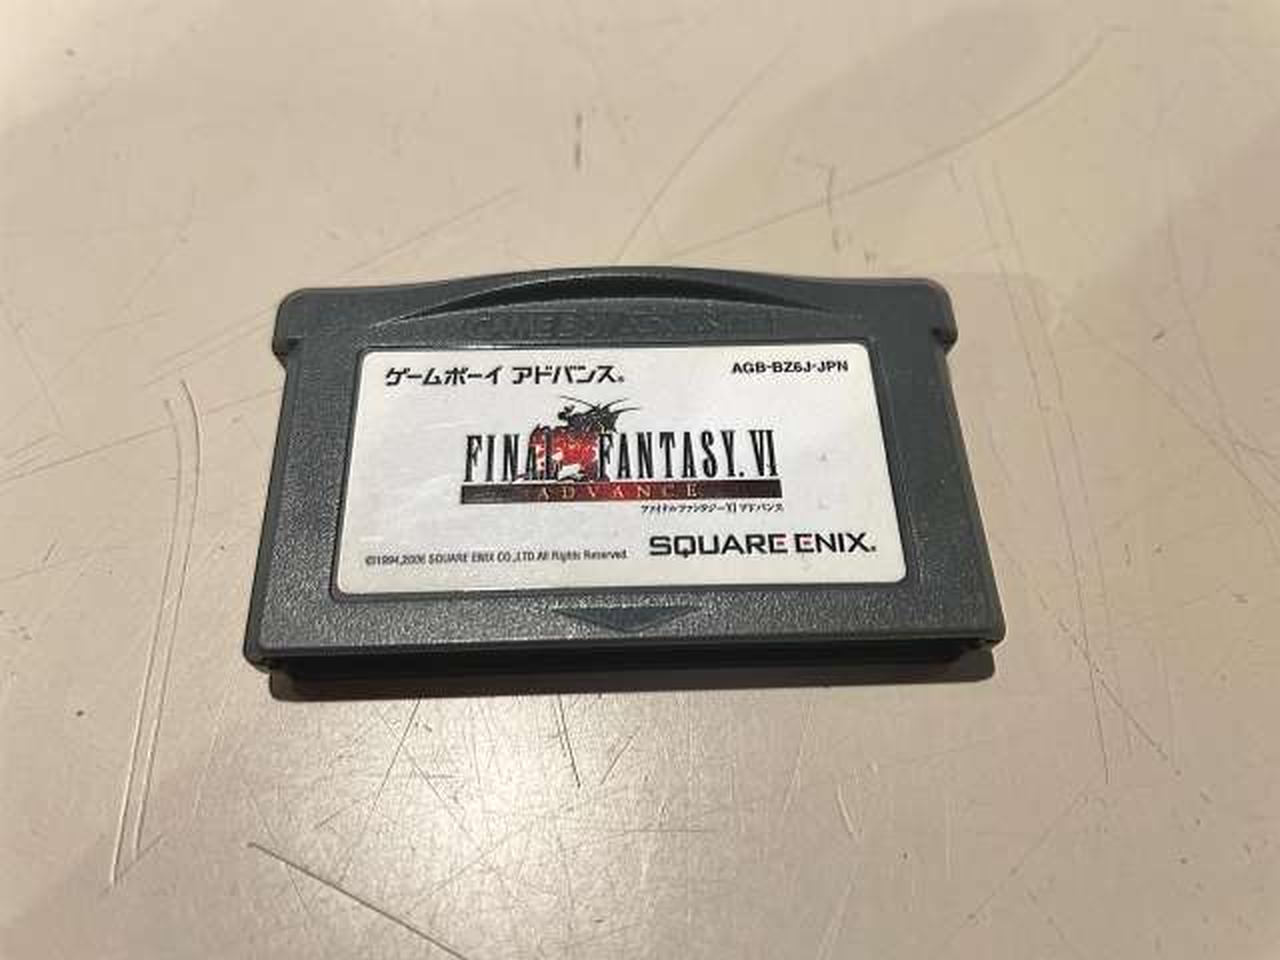 GAME BOY ADVANCE
ゲームボーイ アドバンス®
AGB-BZ6J-JPN
FINAL FANTASY. VI
ADVANCE
ファイナルファンタジーVI アドバンス
©1994,2006 SQUARE ENIX CO.,LTD All Rights Reserved.
SQUARE ENIX.